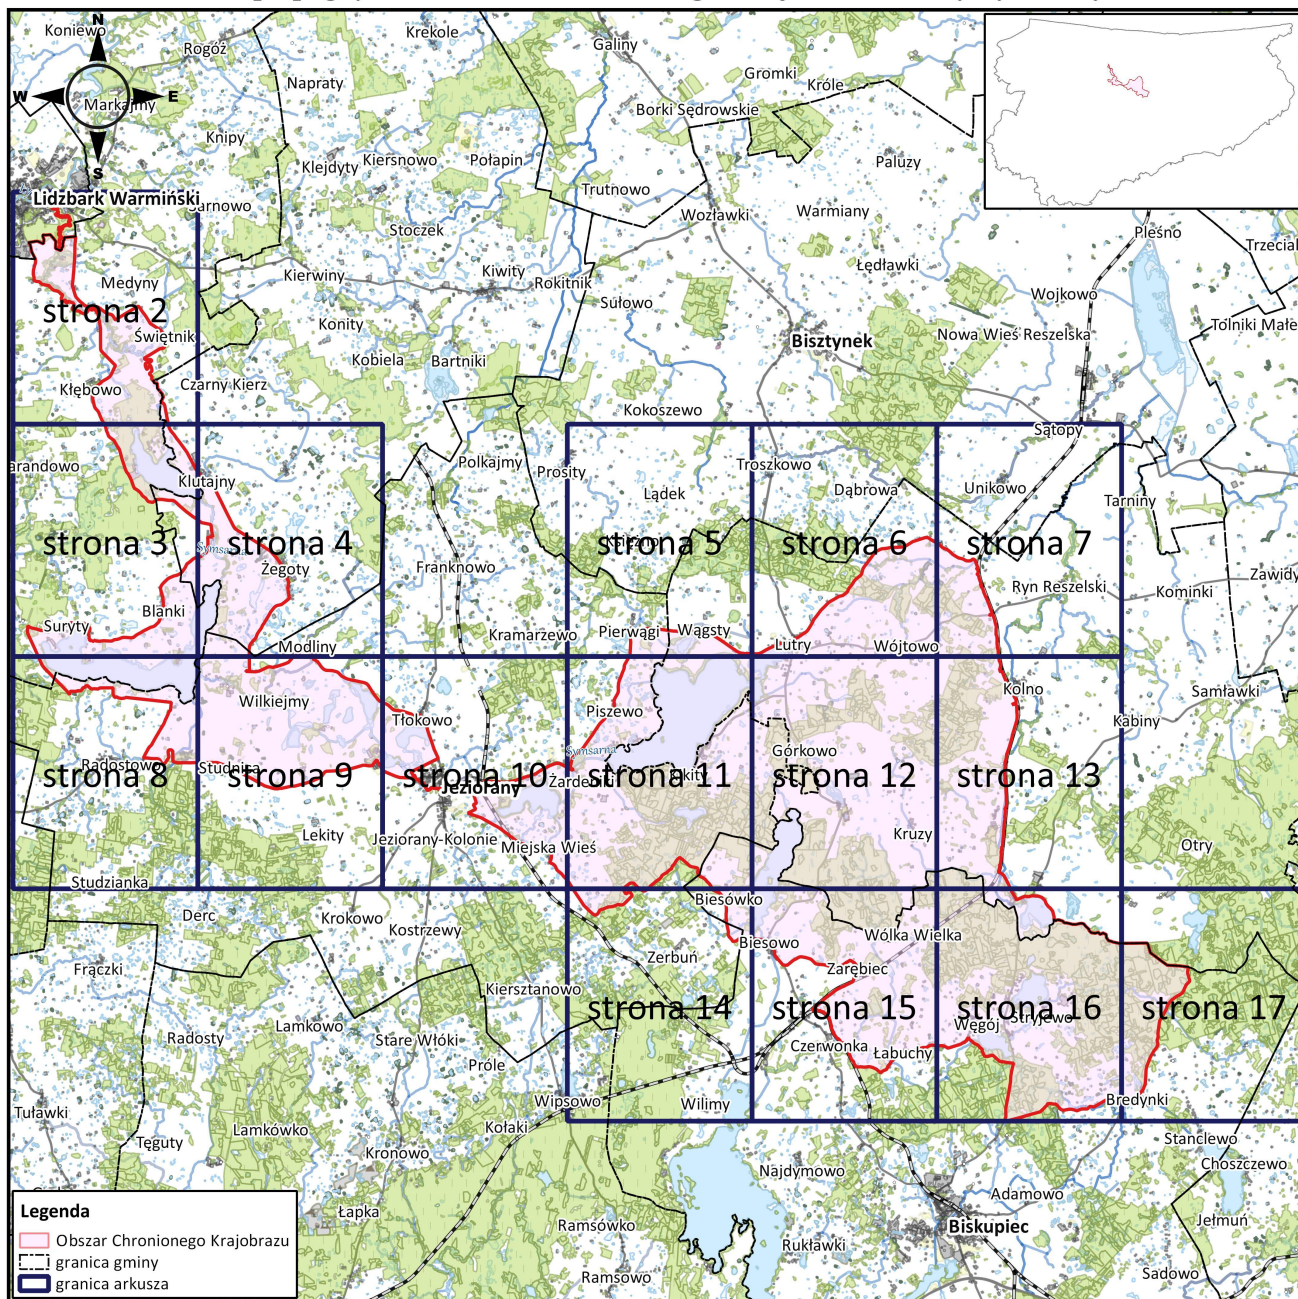 Koniewo
N
Rogóż
Krekole
Galiny
Gromki
Króle
Napraty
W
E
Markajmy
Borki Sędrowskie
Knipy
Klejdyty
Kiersnowo
Połapin
Paluzy
S
Trutnowo
Lidzbark Warmiński
Wozławki
Warmiany
Stoczek
Pleśno
Łędławki
Medyny
Kierwiny
Kiwity
Rokitnik
Wojkowo
strona 2
Sułowo
Konity
Tolniki Małe
Świętnik
Bisztynek
Nowa Wieś Reszelska
Kobiela
Bartniki
Kłębowo
Czarny Kierz
Kokoszewo
Sątopy
Polkajmy
Prosity
Troszkowo
Klutajny
Lądek
Dąbrowa
Unikowo
Tarniny
strona 3
Symsarna
strona 4
strona 5
strona 6
strona 7
Żegoty
Franknowo
Zawidy
Ryn Reszelski
Kominki
Blanki
Suryty
Kramarzewo
Pierwągi
Wągsty
Modliny
Lutry
Wójtowo
Wilkiejmy
Kolno
Samławki
Tłokowo
Piszewo
Kabiny
Symsarna
Górkowo
Radostowo
Studnica
strona 8
strona 9
strona 10
strona 11
strona 12
strona 13
Jeziorany
Lekity
Jeziorany-Kolonie
Miejska Wieś
Kruzy
Otry
Studzianka
Biesówko
Derc
Krokowo
Kostrzewy
Biesowo
Wólka Wielka
Zerbuń
Frączki
Zarębiec
Kiersztanowo
strona 14
strona 15
strona 16
strona 17
Lamkowo
Węgój
Stryjewo
Radosty
Stare Włóki
Czerwonka
Łabuchy
Próle
Wipsowo
Wilimy
Bredynki
Tuławki
Kołaki
Lamkówko
Tęguty
Stanclewo
Kronowo
Choszczewo
Najdymowo
Adamowo
Łapka
Legenda
Ramsówko
Biskupiec
Jełmuń
Obszar Chronionego Krajobrazu
Rukławki
granica gminy
Ramsowo
Sadowo
granica arkusza